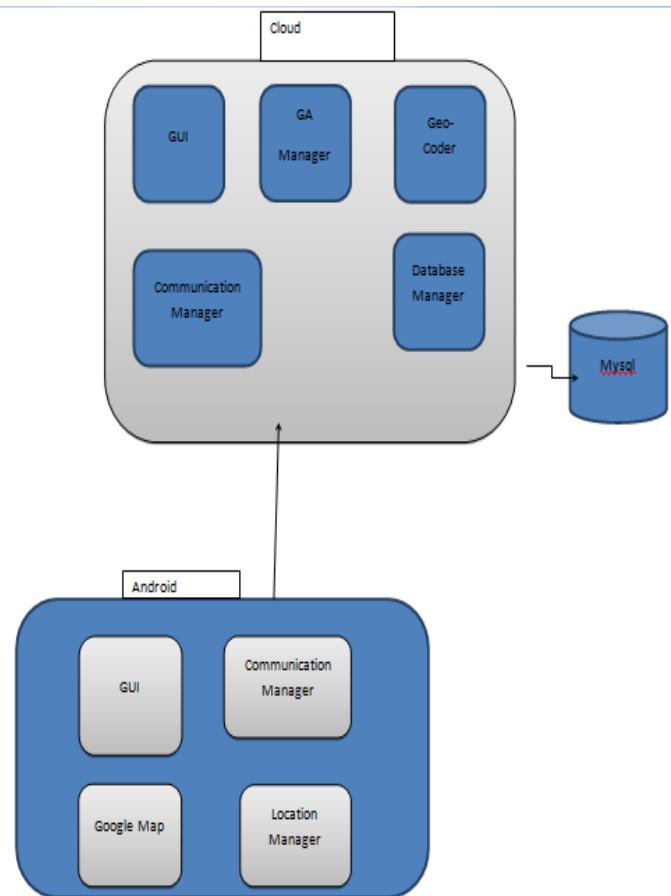 Cloud
GUI
GA
Manager
Geo-
Coder
Communication
Manager
Database
Manager
Mysql
Android
GUI
Communication
Manager
Google Map
Location
Manager